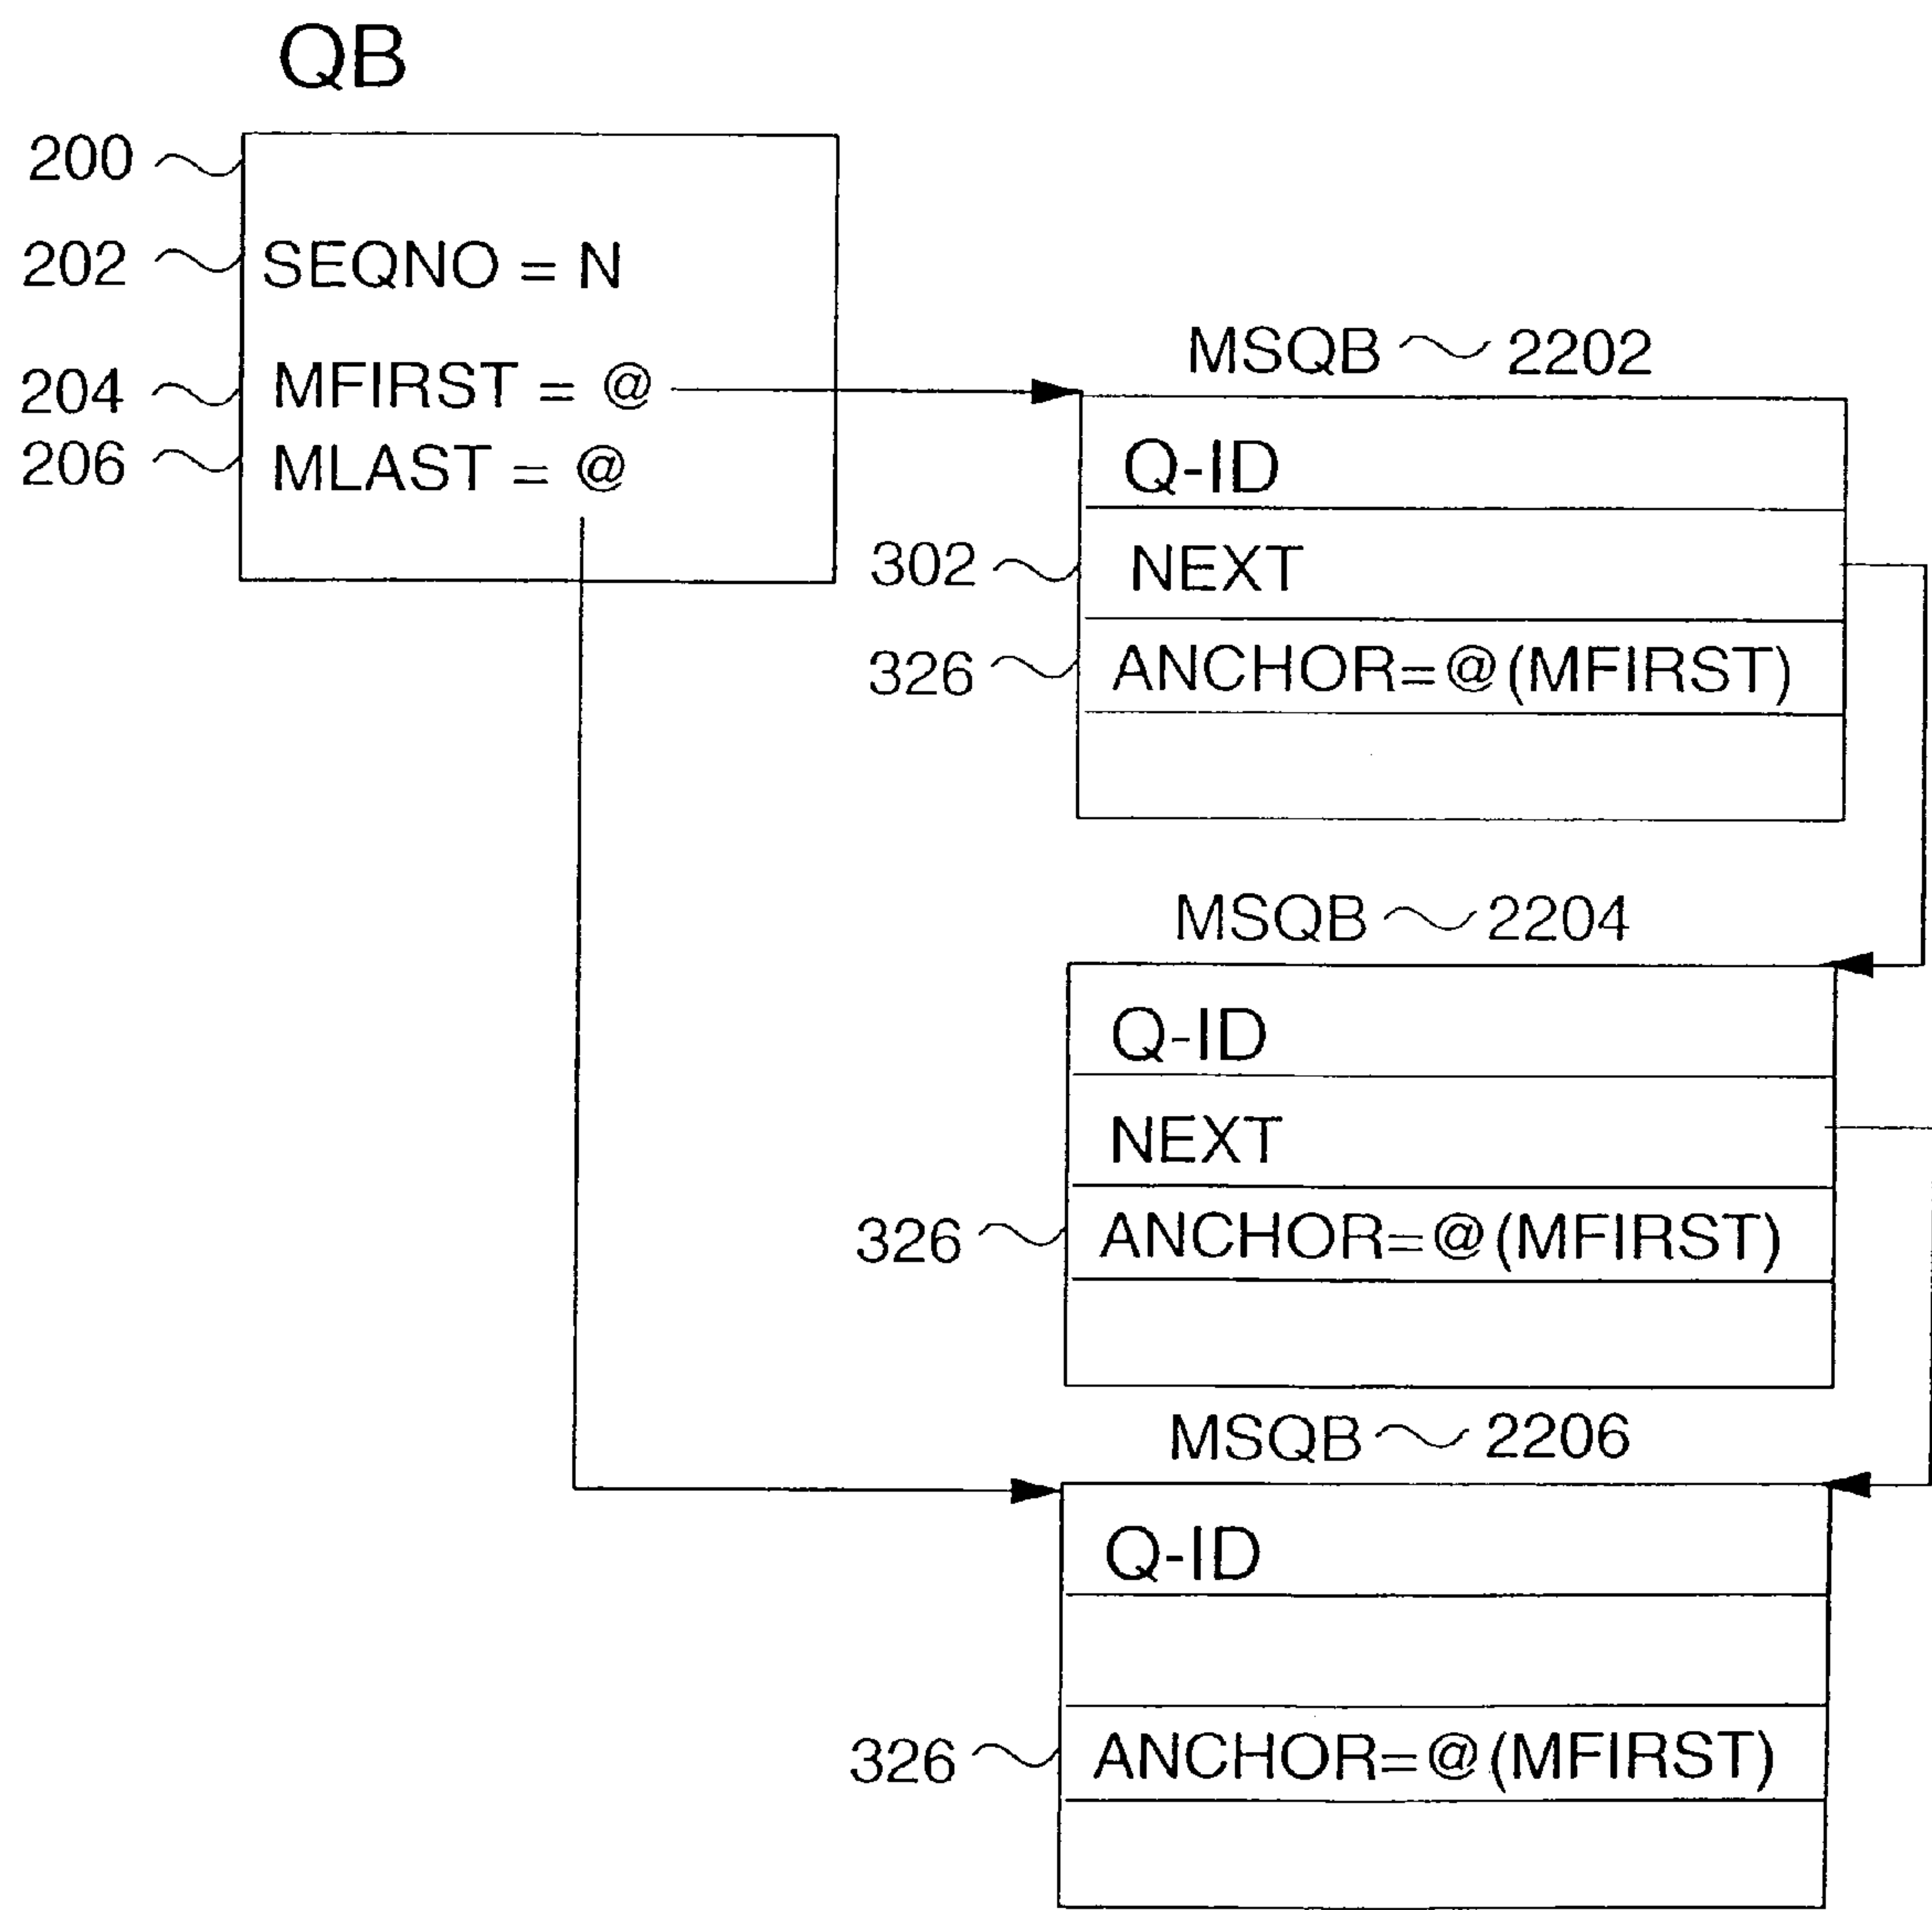 QB
200
202 SEQNO = N
204 MFIRST = @
206 MLAST = @
MSQB 2202
Q-ID
302 NEXT
326 ANCHOR=@(MFIRST)
MSQB 2204
Q-ID
NEXT
326 ANCHOR=@(MFIRST)
MSQB 2206
Q-ID
326 ANCHOR=@(MFIRST)